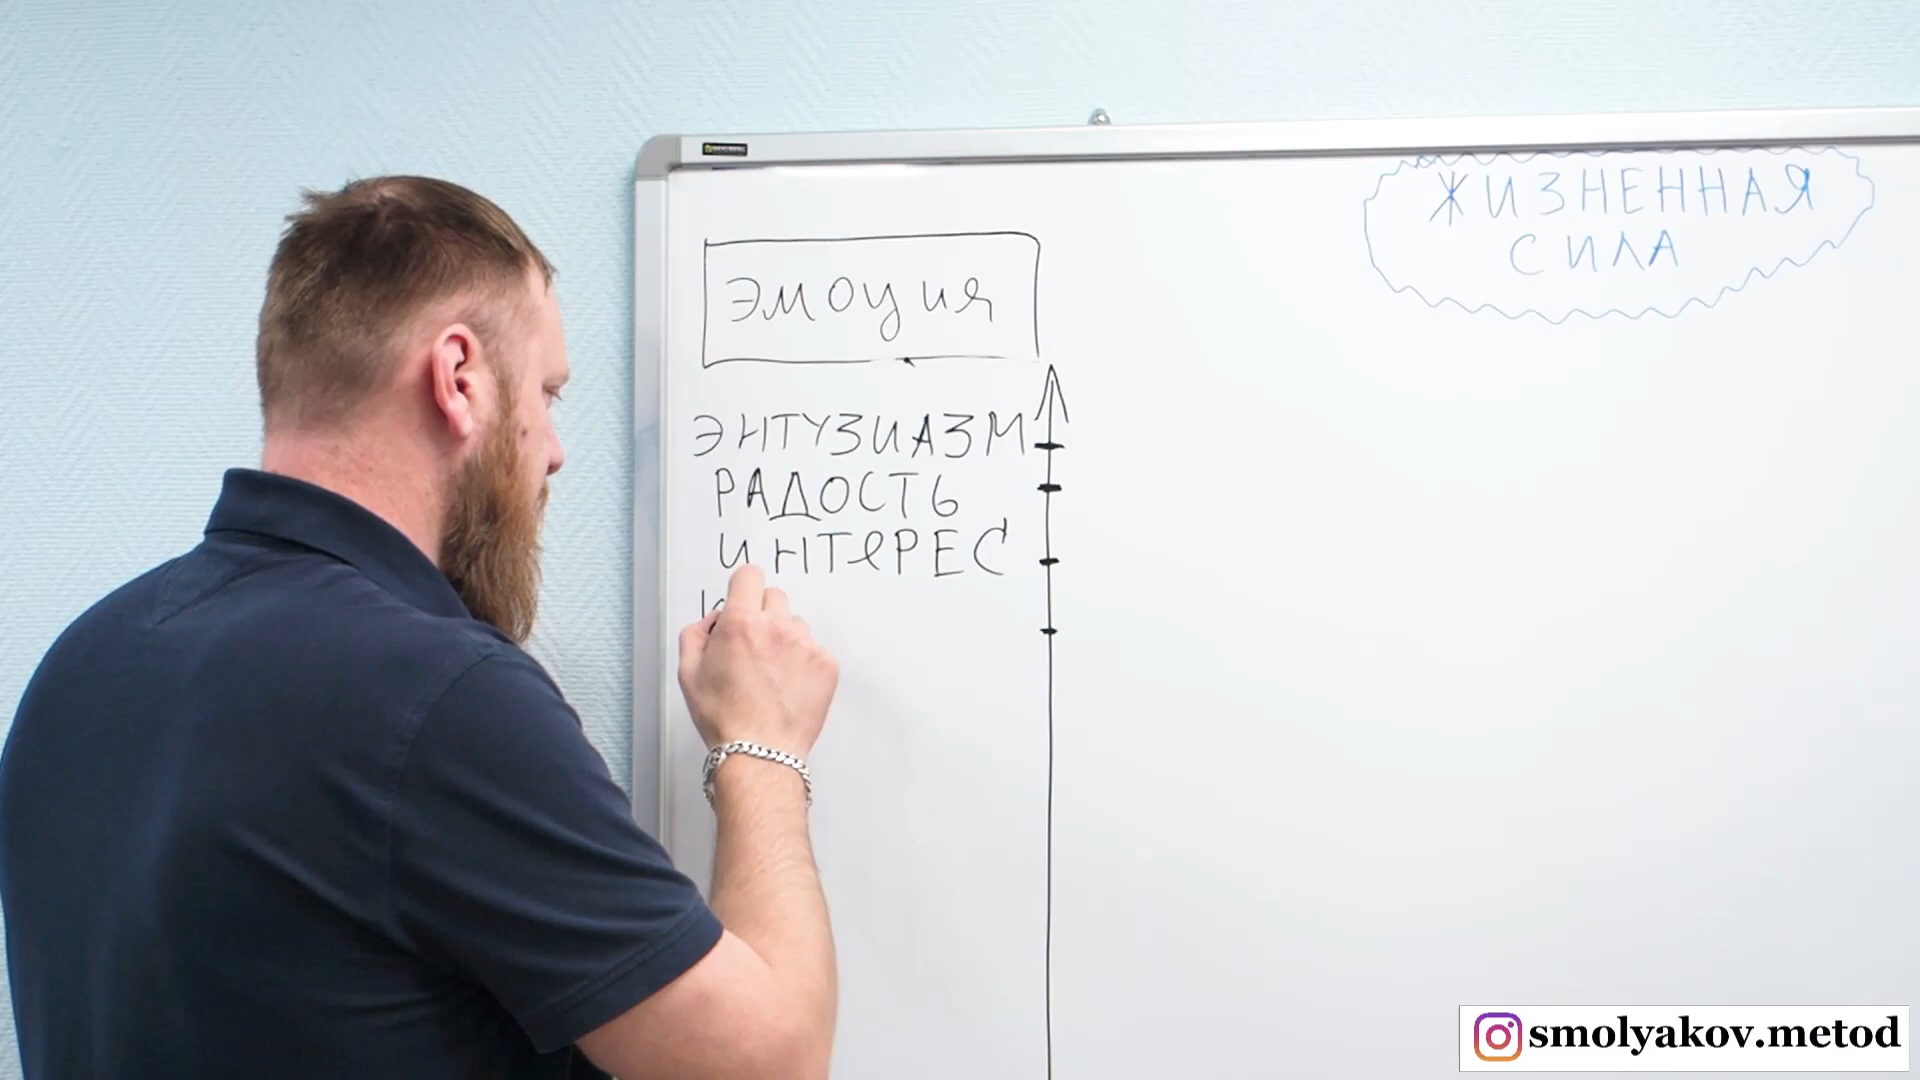 эмоция
ЭНТУЗИАЗМ
РАДОСТЬ
ИНТЕРЕС
ЖИЗНЕННАЯ
СИЛА
smolyakov.metod